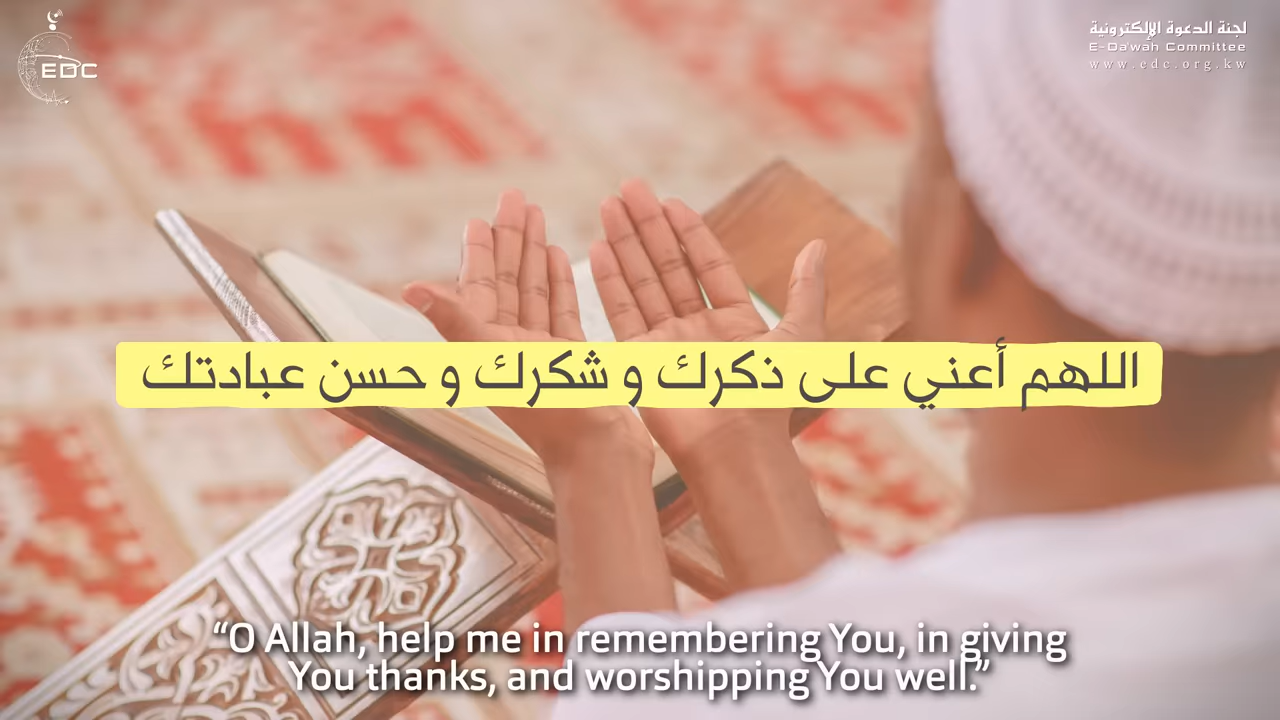 EDC
لجنة الدعوة الإلكترونية
E-Da'wah Committee
www.edc.org.kw
اللهم أعني على ذكرك و شكرك و حسن عبادتك
“O Allah, help me in remembering You, in giving
You thanks, and worshipping You well.”